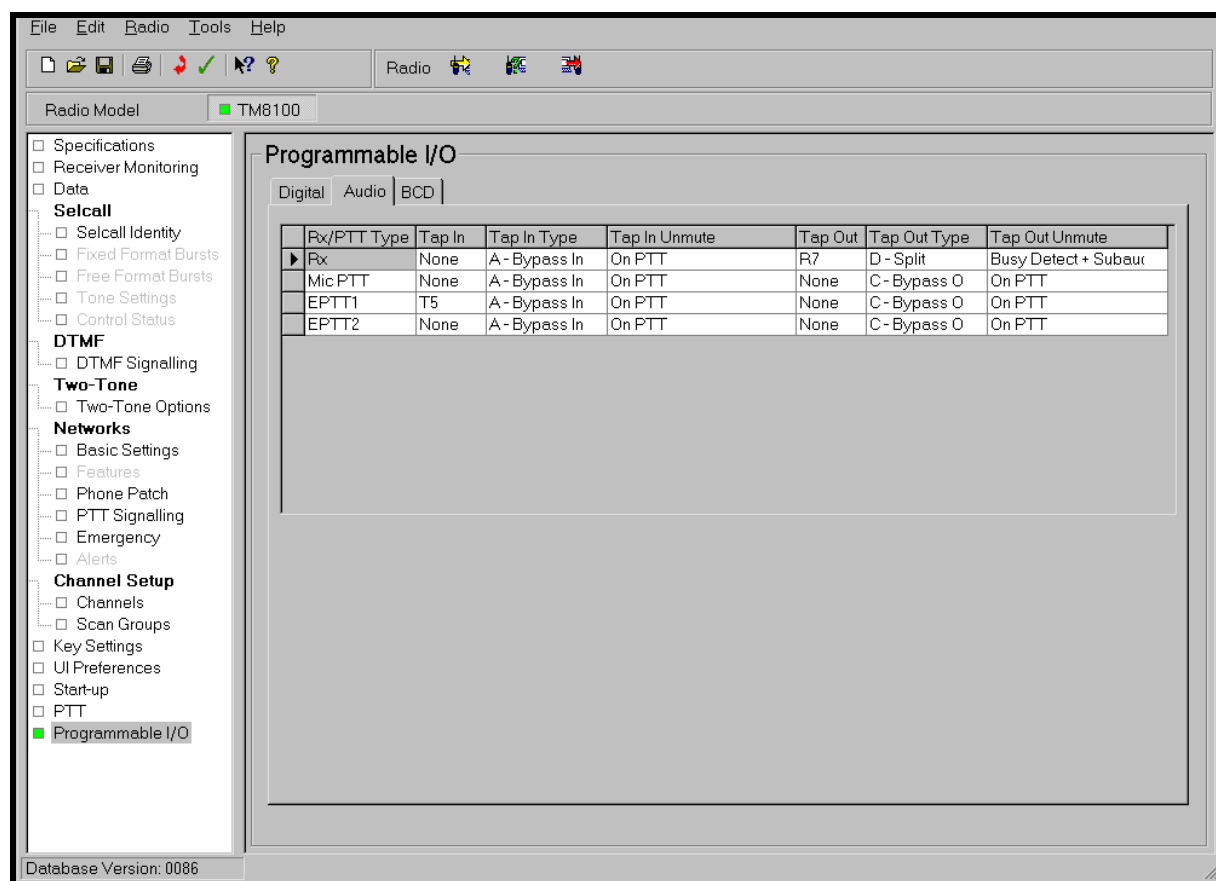 File Edit Radio Tools Help
Radio
Radio Model TM8100
Specifications
Receiver Monitoring
Data
Selcall
Selcall Identity
Fixed Format Bursts
Free Format Bursts
Tone Settings
Control Status
DTMF
DTMF Signalling
Two-Tone
Two-Tone Options
Networks
Basic Settings
Features
Phone Patch
PTT Signalling
Emergency
Alerts
Channel Setup
Channels
Scan Groups
Key Settings
UI Preferences
Start-up
PTT
Programmable I/O
Programmable I/O
Digital Audio BCD
Rx/PTT Type Tap In Tap In Type Tap In Unmute Tap Out Tap Out Type Tap Out Unmute
Rx None A - Bypass In On PTT R7 D - Split Busy Detect + Subau
Mic PTT None A - Bypass In On PTT None C - Bypass O On PTT
EPTT1 T5 A - Bypass In On PTT None C - Bypass O On PTT
EPTT2 None A - Bypass In On PTT None C - Bypass O On PTT
Database Version: 0086